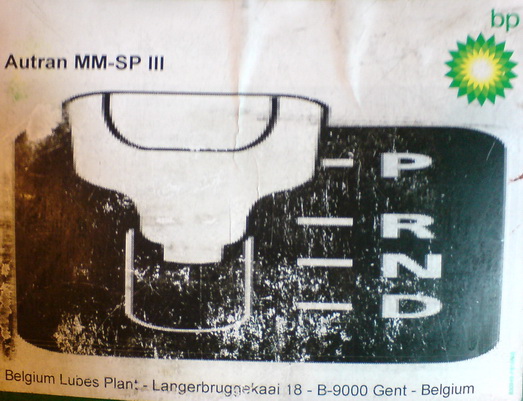 bp
Autran MM-SP III
P
R
N
D
Belgium Lubes Plant - Langerbruggekaai 18 - B-9000 Gent - Belgium